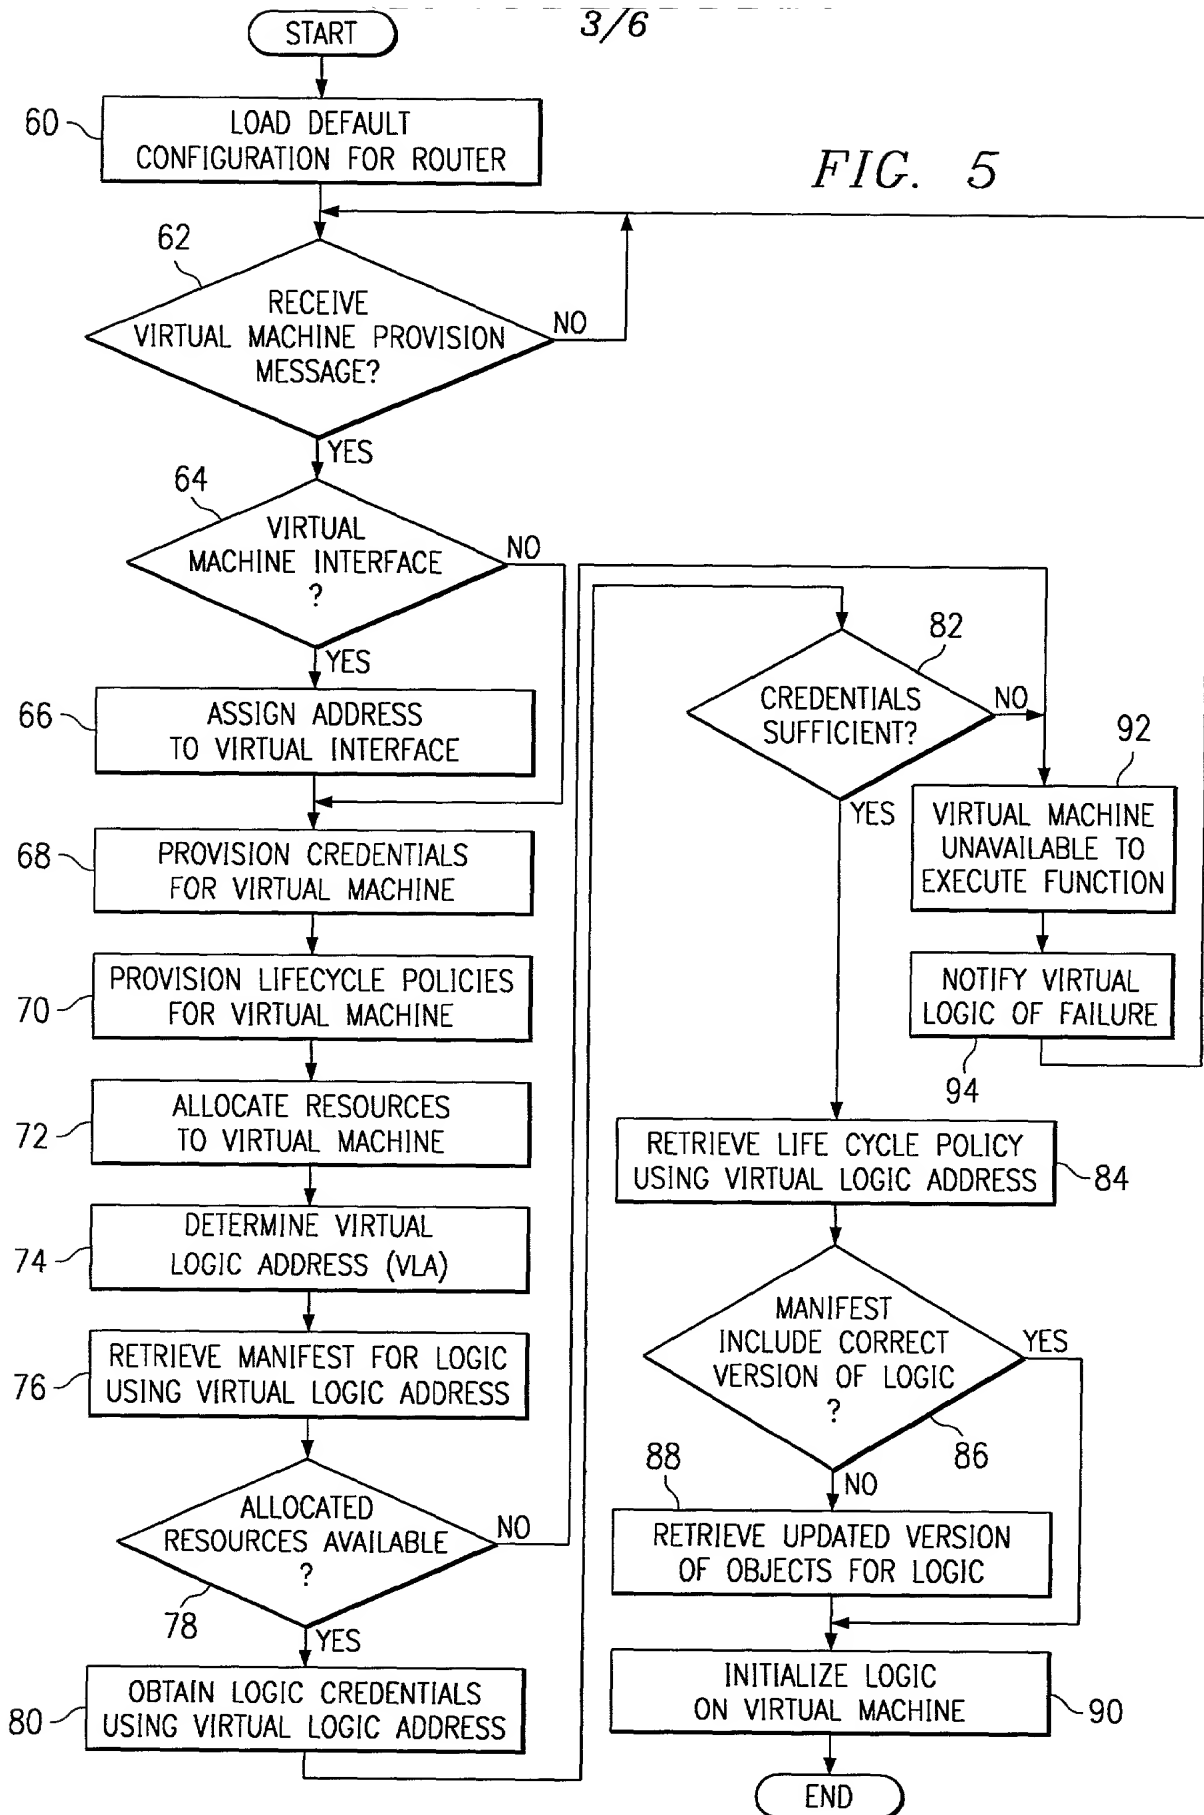 3/6
START
60
LOAD DEFAULT
CONFIGURATION FOR ROUTER
FIG. 5
62
RECEIVE
VIRTUAL MACHINE PROVISION
MESSAGE?
NO
YES
64
VIRTUAL
MACHINE INTERFACE
?
NO
YES
66
ASSIGN ADDRESS
TO VIRTUAL INTERFACE
68
PROVISION CREDENTIALS
FOR VIRTUAL MACHINE
70
PROVISION LIFECYCLE POLICIES
FOR VIRTUAL MACHINE
72
ALLOCATE RESOURCES
TO VIRTUAL MACHINE
74
DETERMINE VIRTUAL
LOGIC ADDRESS (VLA)
76
RETRIEVE MANIFEST FOR LOGIC
USING VIRTUAL LOGIC ADDRESS
ALLOCATED
RESOURCES AVAILABLE
?
NO
78
YES
80
OBTAIN LOGIC CREDENTIALS
USING VIRTUAL LOGIC ADDRESS
82
CREDENTIALS
SUFFICIENT?
NO
YES
92
VIRTUAL MACHINE
UNAVAILABLE TO
EXECUTE FUNCTION
NOTIFY VIRTUAL
LOGIC OF FAILURE
94
RETRIEVE LIFE CYCLE POLICY
USING VIRTUAL LOGIC ADDRESS
84
MANIFEST
INCLUDE CORRECT
VERSION OF LOGIC
?
YES
86
NO
88
RETRIEVE UPDATED VERSION
OF OBJECTS FOR LOGIC
INITIALIZE LOGIC
ON VIRTUAL MACHINE
90
END